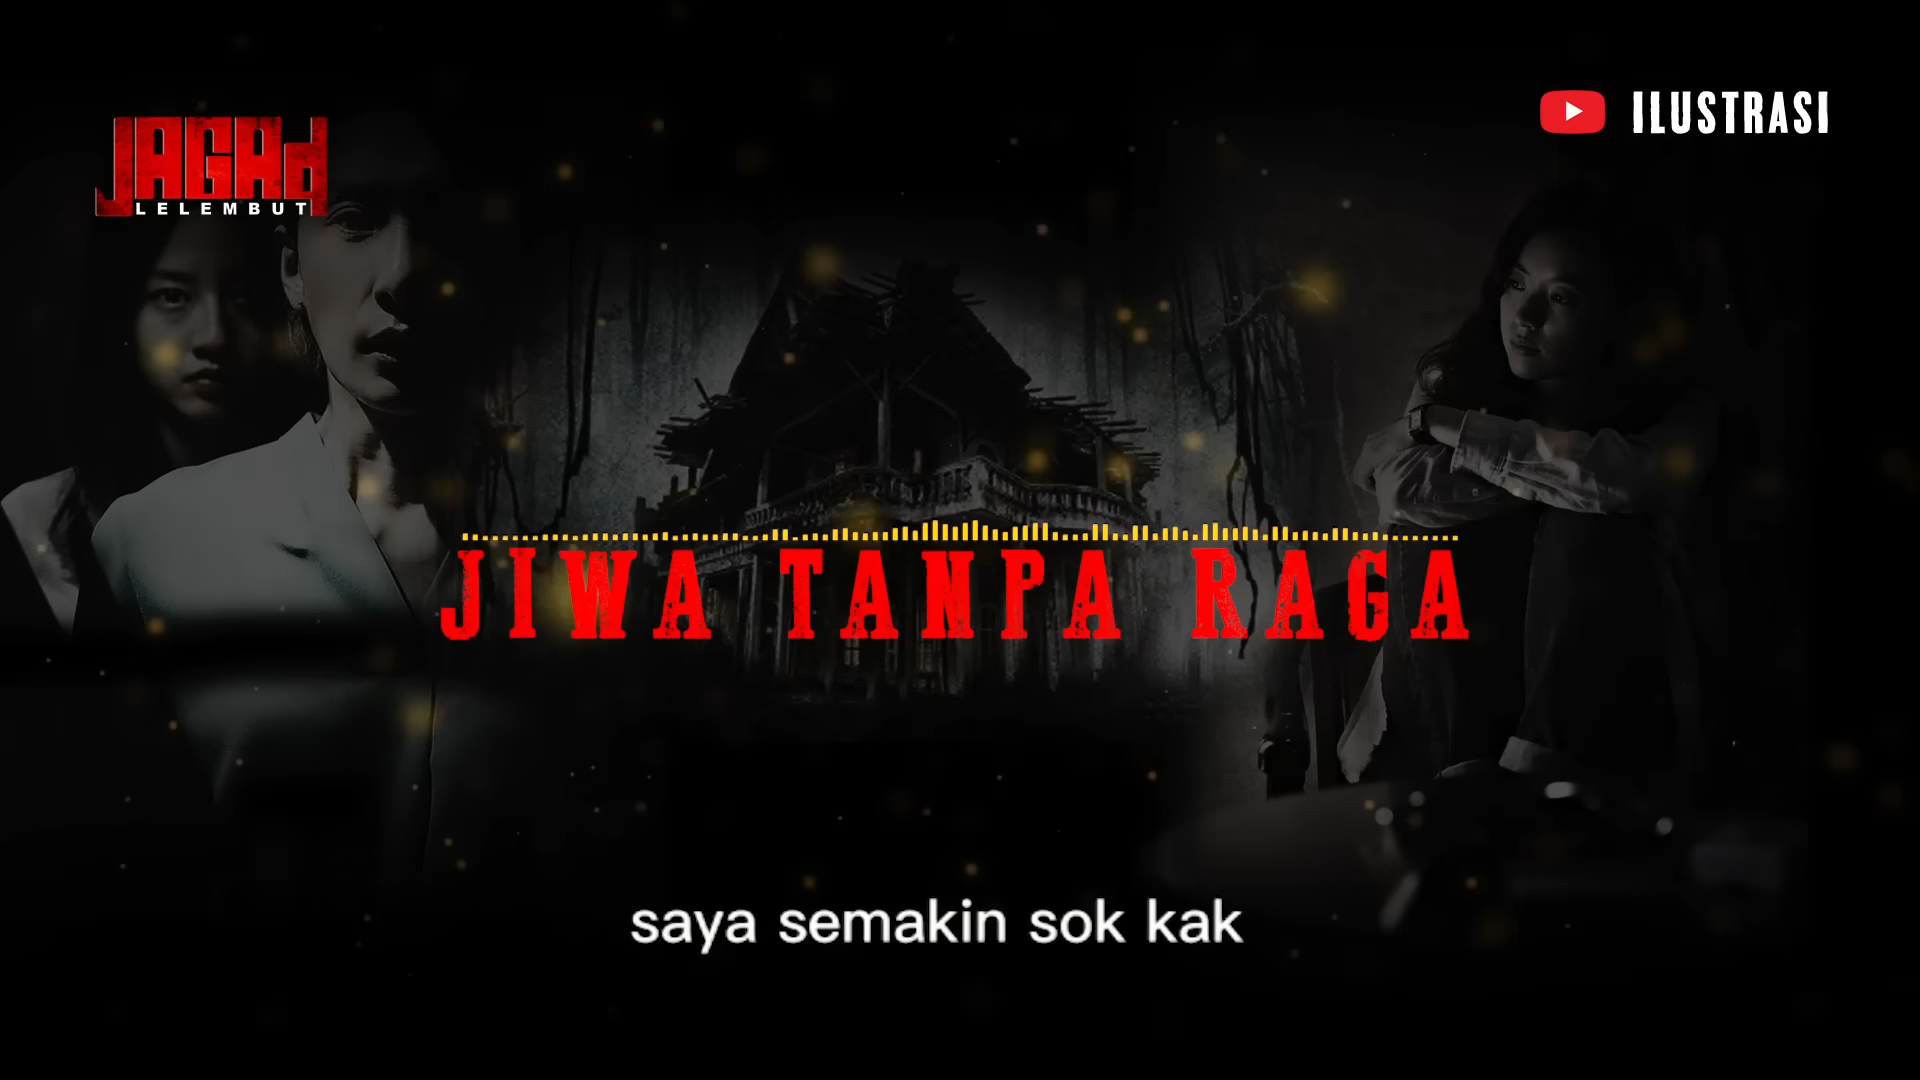 JAGAd
LELEMBUT
ILUSTRASI
JIWA TANPA RAGA
saya semakin sok kak